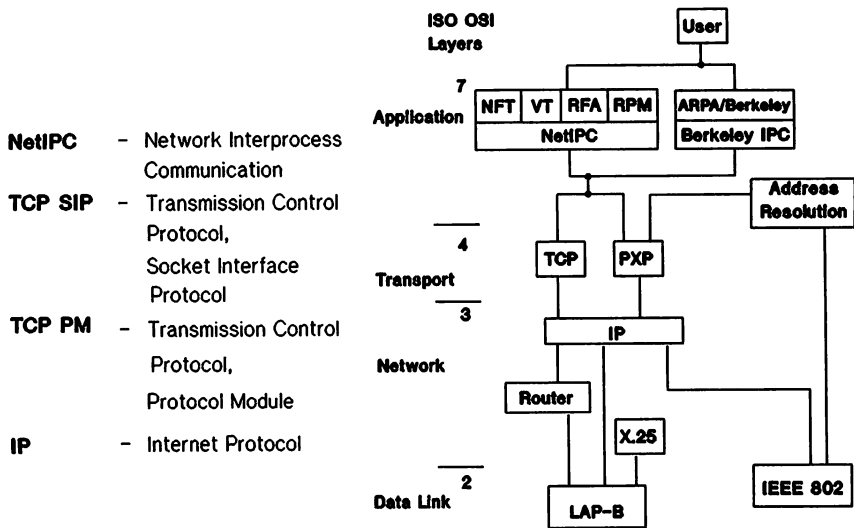 NetIPC – Network Interprocess
Communication
TCP SIP – Transmission Control
Protocol,
Socket Interface
Protocol
TCP PM – Transmission Control
Protocol,
Protocol Module
IP – Internet Protocol
ISO OSI
Layers
User
7
Application
NFT VT RFA RPM
NetIPC
ARPA/Berkeley
Berkeley IPC
Address
Resolution
4
Transport
TCP PXP
3
IP
Network
Router
X.25
2
Data Link
LAP-B
IEEE 802